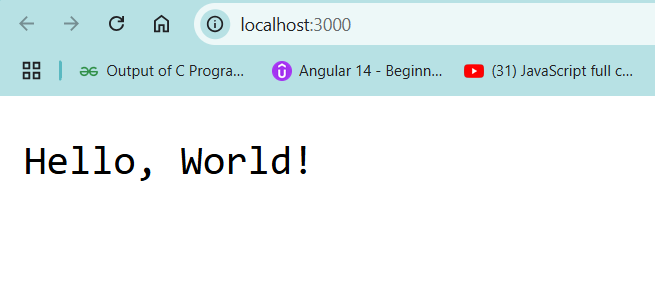 localhost:3000
Output of C Progra... Angular 14 - Beginn... (31) JavaScript full c...
Hello, World!